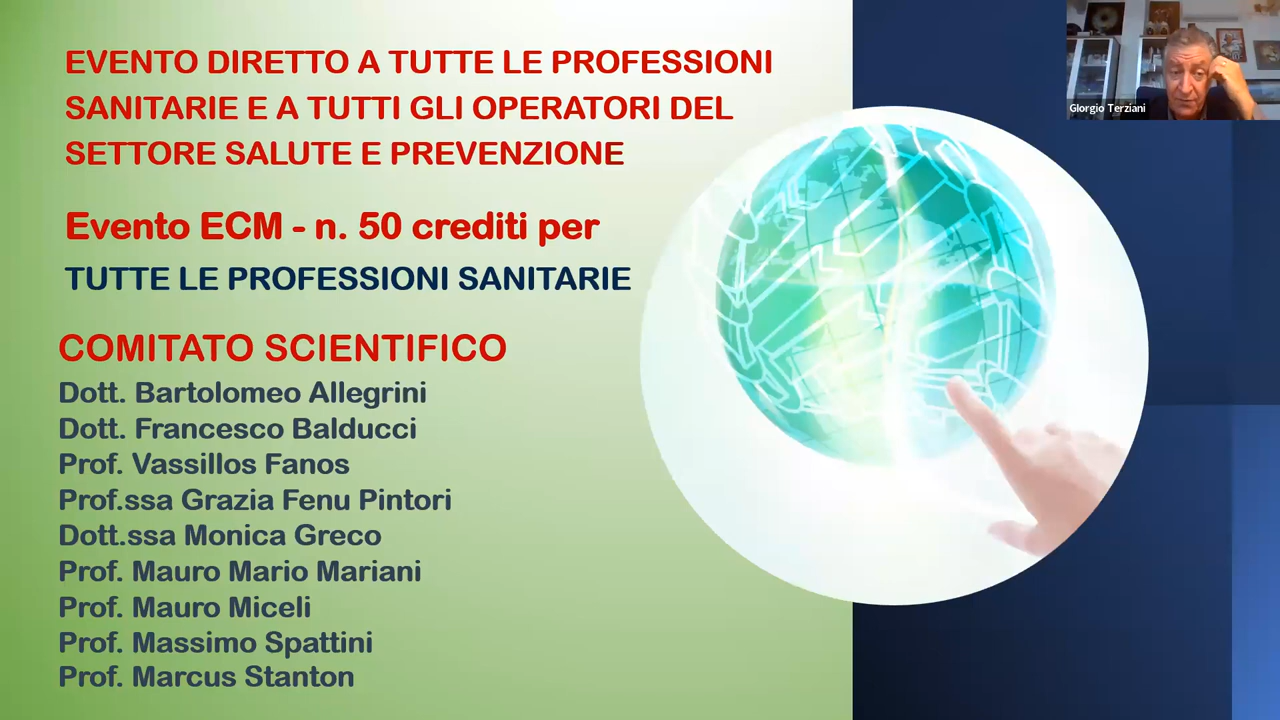 EVENTO DIRETTO A TUTTE LE PROFESSIONI
SANITARIE E A TUTTI GLI OPERATORI DEL
SETTORE SALUTE E PREVENZIONE
Evento ECM - n. 50 crediti per
TUTTE LE PROFESSIONI SANITARIE
COMITATO SCIENTIFICO
Dott. Bartolomeo Allegrini
Dott. Francesco Balducci
Prof. Vassillos Fanos
Prof.ssa Grazia Fenu Pintori
Dott.ssa Monica Greco
Prof. Mauro Mario Mariani
Prof. Mauro Miceli
Prof. Massimo Spattini
Prof. Marcus Stanton
GIorgio Terziani